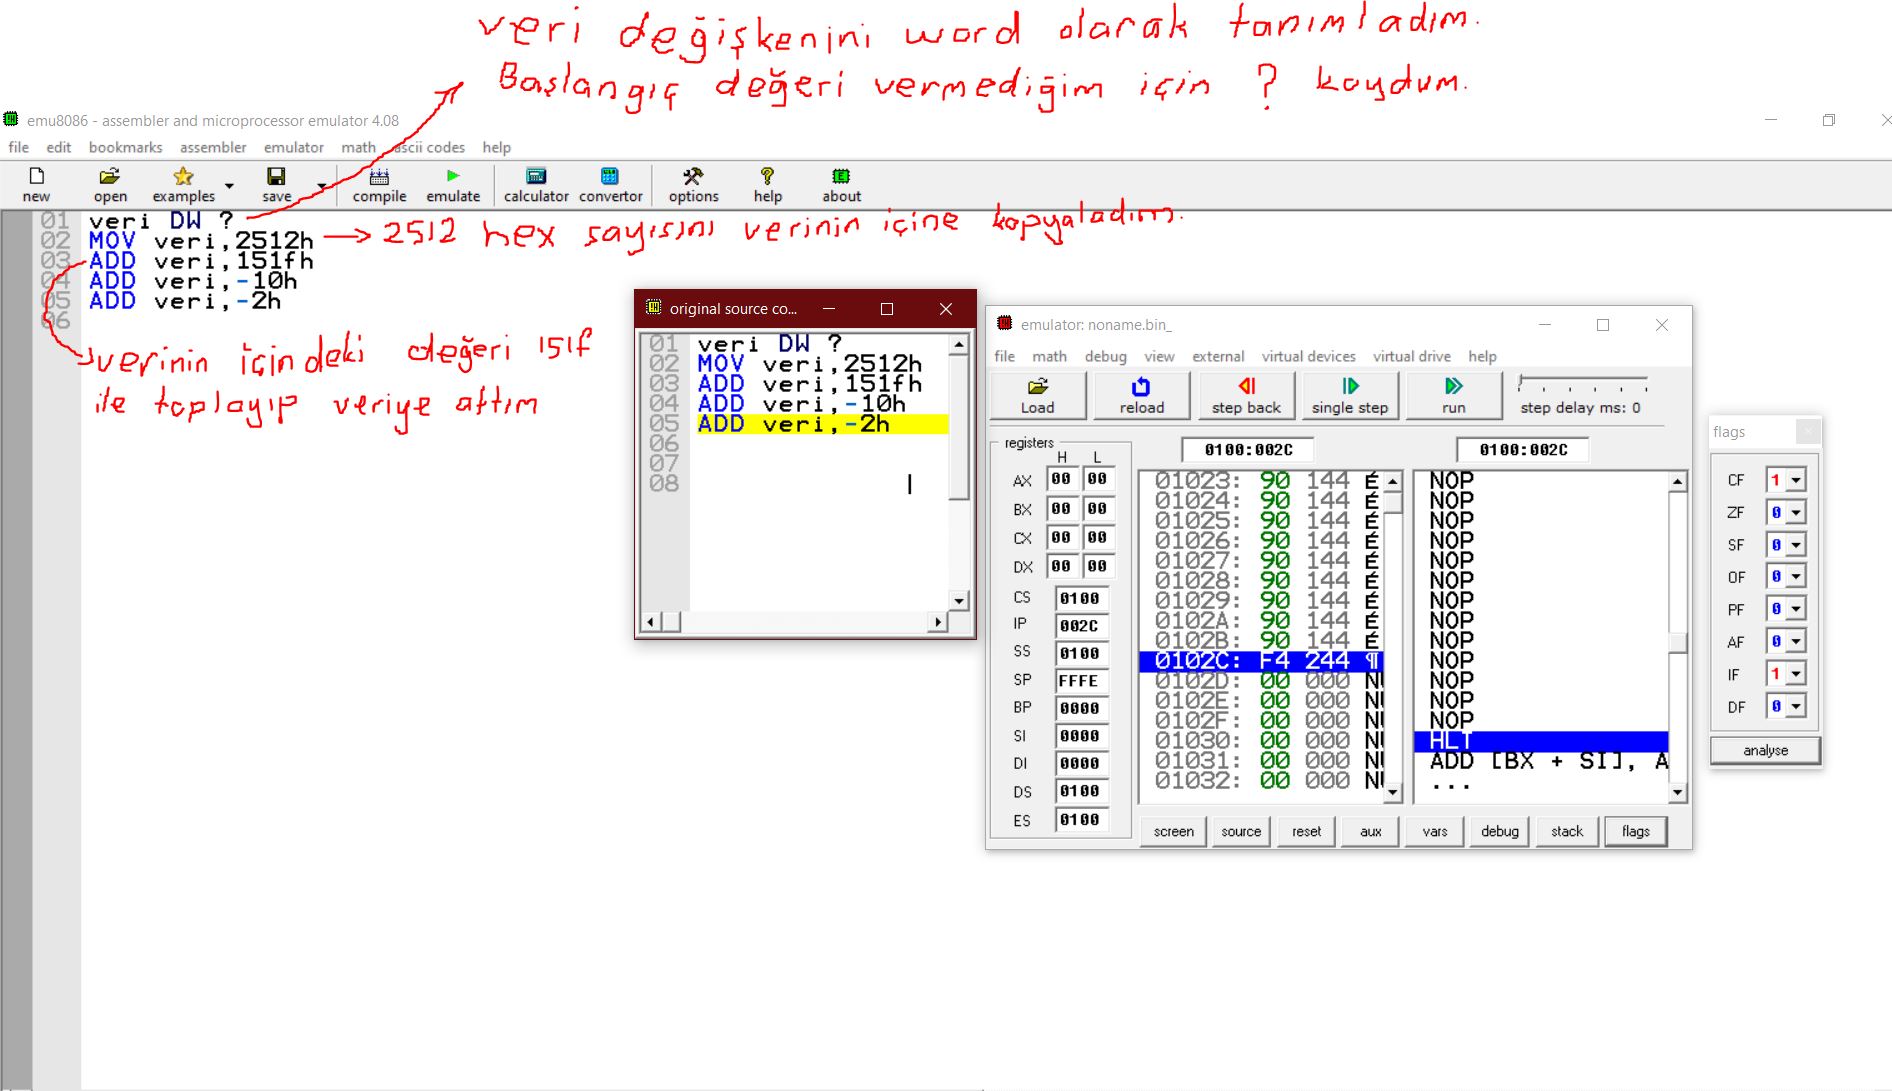 veri değişkenini word olarak tanımladım.
Başlangıç değeri vermediğim için ? koydum.
emu8086 - assembler and microprocessor emulator 4.08
file edit bookmarks assembler emulator math ascii codes help
new open examples save compile emulate calculator convertor options help about
01 veri DW ?
02 MOV veri,2512h
03 ADD veri,151fh
04 ADD veri,-10h
05 ADD veri,-2h
06
2512 hex sayısını verinin içine kopyaladım.
verinin içindeki değeri 151f
ile toplayıp veriye attım
original source co...
01 veri DW ?
02 MOV veri,2512h
03 ADD veri,151fh
04 ADD veri,-10h
05 ADD veri,-2h
06
07
08
emulator: noname.bin_
file math debug view external virtual devices virtual drive help
Load reload step back single step run step delay ms: 0
registers
H L
AX 00 00
BX 00 00
CX 00 00
DX 00 00
CS 0100
IP 002C
SS 0100
SP FFFE
BP 0000
SI 0000
DI 0000
DS 0100
ES 0100
0100:002C
01023: 90 144 É
01024: 90 144 É
01025: 90 144 É
01026: 90 144 É
01027: 90 144 É
01028: 90 144 É
01029: 90 144 É
0102A: 90 144 É
0102B: 90 144 É
0102C: F4 244 ¶
0102D: 00 000 NU
0102E: 00 000 NU
0102F: 00 000 NU
01030: 00 000 NU
01031: 00 000 NU
01032: 00 000 NU
0100:002C
NOP
NOP
NOP
NOP
NOP
NOP
NOP
NOP
NOP
NOP
NOP
NOP
NOP
HLT
ADD [BX + SI], A
...
screen source reset aux vars debug stack flags
flags
CF 1
ZF 0
SF 0
OF 0
PF 0
AF 0
IF 1
DF 0
analyse